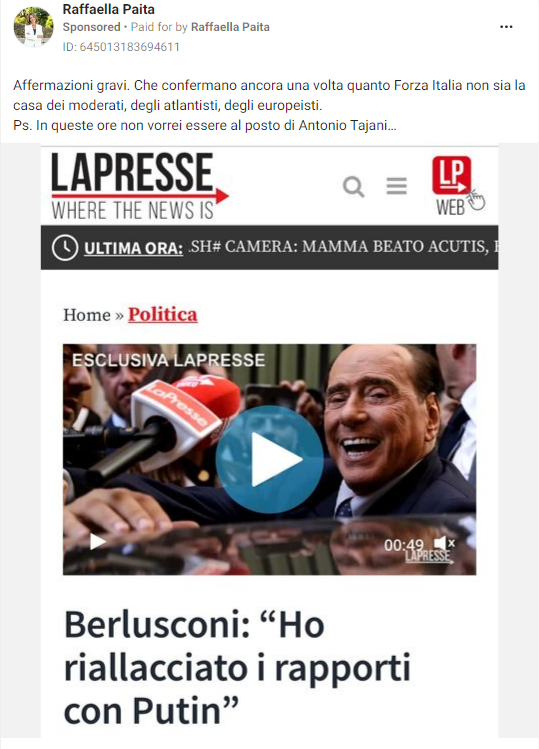 Raffaella Paita
Sponsored • Paid for by Raffaella Paita
ID: 645013183694611
Affermazioni gravi. Che confermano ancora una volta quanto Forza Italia non sia la
casa dei moderati, degli atlantisti, degli europeisti.
Ps. In queste ore non vorrei essere al posto di Antonio Tajani…
LAPRESSE
WHERE THE NEWS IS
LP
WEB
ULTIMA ORA: .SH# CAMERA: MAMMA BEATO ACUTIS,
Home » Politica
ESCLUSIVA LAPRESSE
LaPresse
00:49
LAPRESSE
Berlusconi: “Ho
riallacciato i rapporti
con Putin”